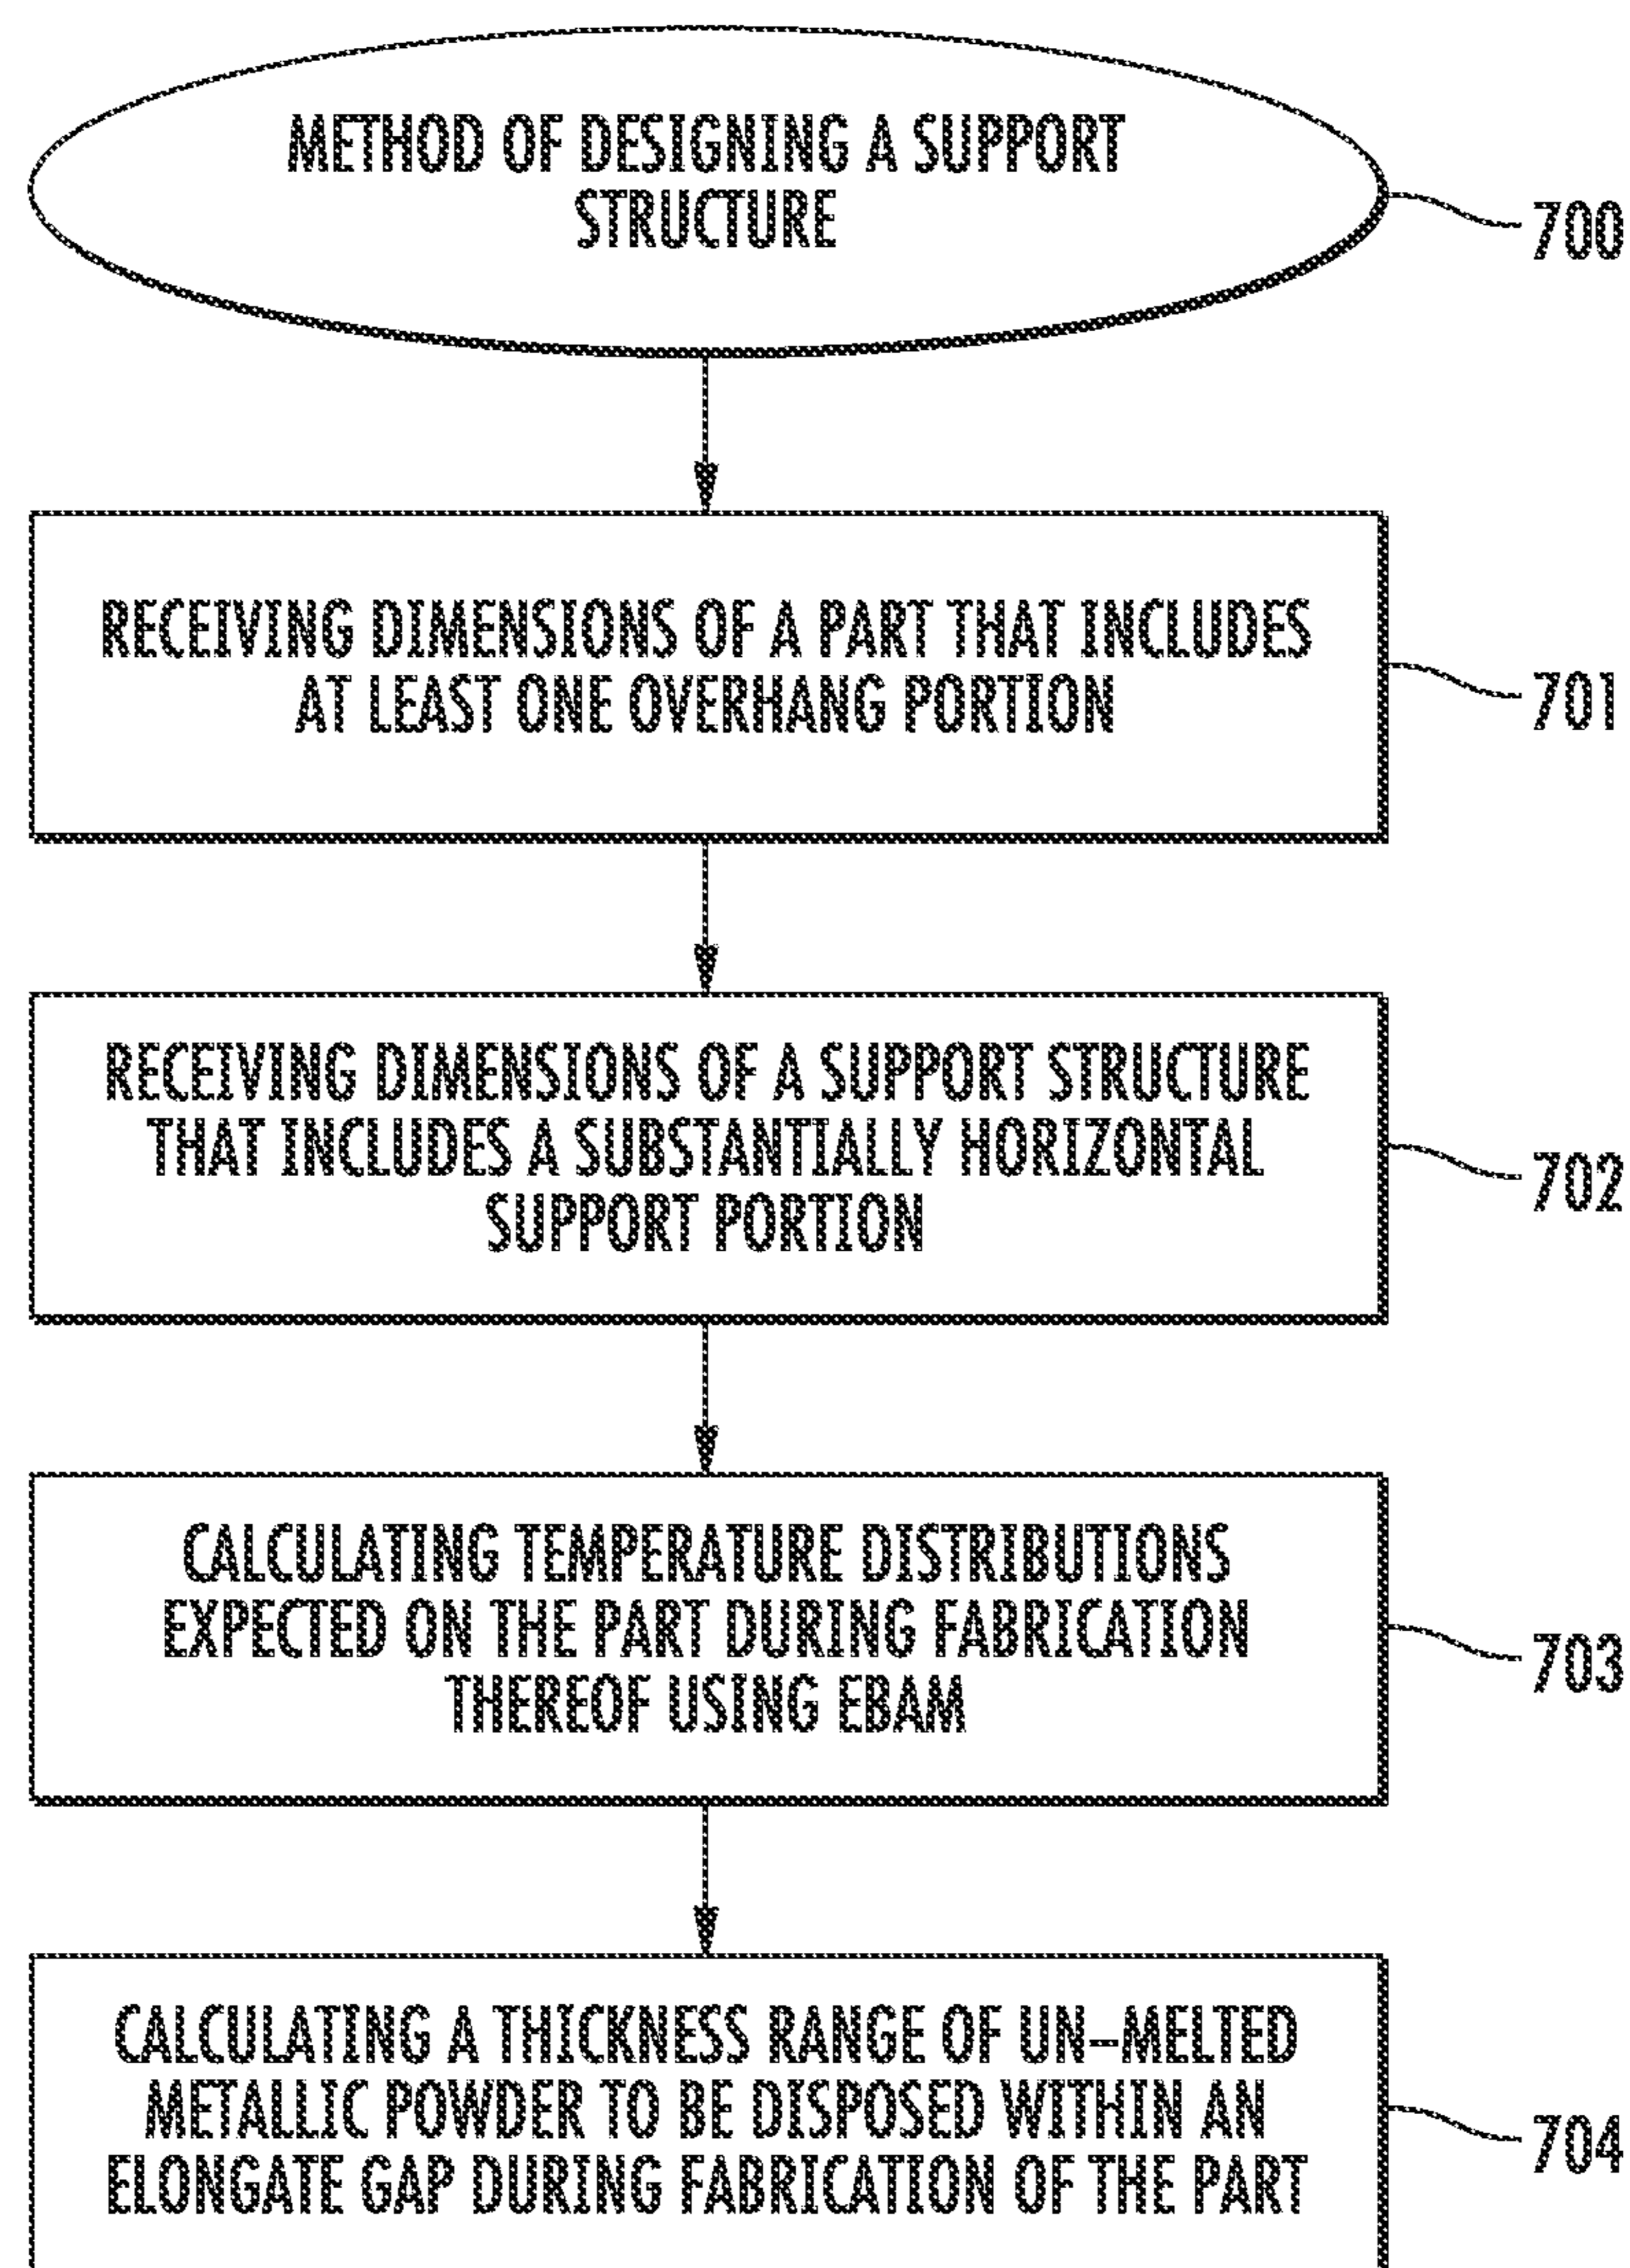 METHOD OF DESIGNING A SUPPORT
STRUCTURE
700
RECEIVING DIMENSIONS OF A PART THAT INCLUDES
AT LEAST ONE OVERHANG PORTION
701
RECEIVING DIMENSIONS OF A SUPPORT STRUCTURE
THAT INCLUDES A SUBSTANTIALLY HORIZONTAL
SUPPORT PORTION
702
CALCULATING TEMPERATURE DISTRIBUTIONS
EXPECTED ON THE PART DURING FABRICATION
THEREOF USING EBAM
703
CALCULATING A THICKNESS RANGE OF UN-MELTED
METALLIC POWDER TO BE DISPOSED WITHIN AN
ELONGATE GAP DURING FABRICATION OF THE PART
704